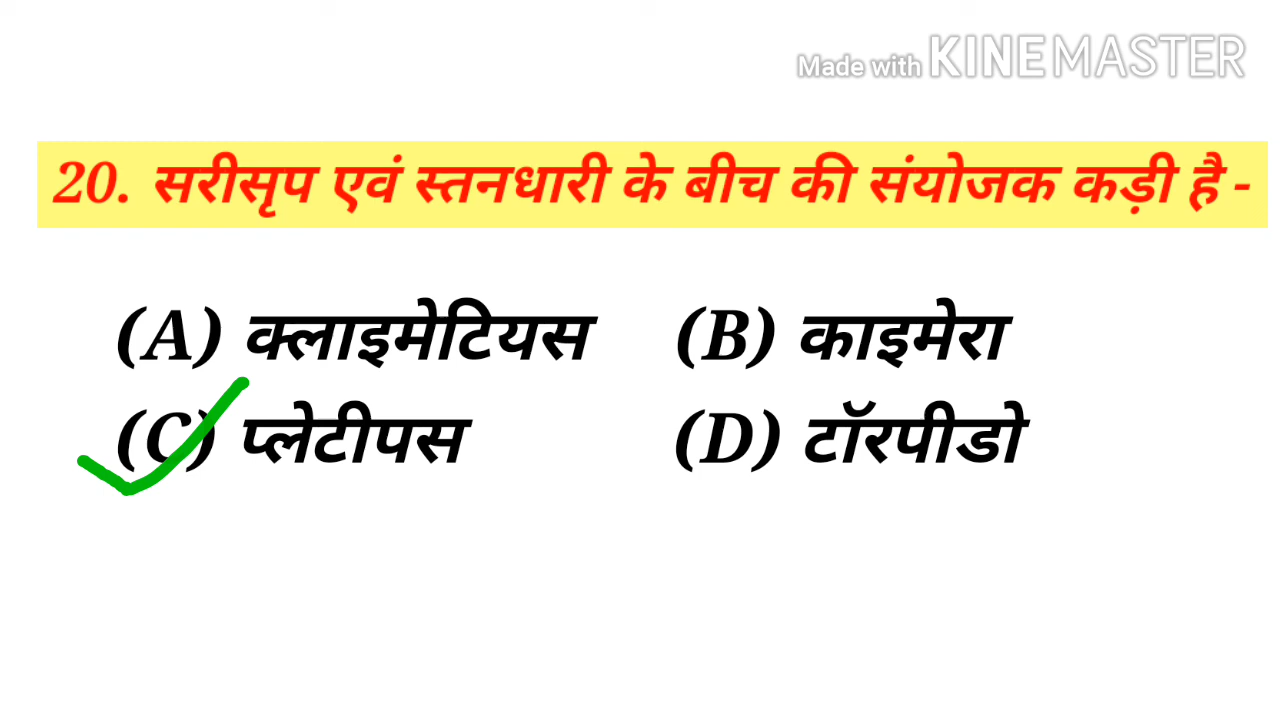 Made with KINEMASTER
20. सरीसृप एवं स्तनधारी के बीच की संयोजक कड़ी है -
(A) क्लाइमेटियस (B) काइमेरा
(C) प्लेटीपस (D) टॉरपीडो